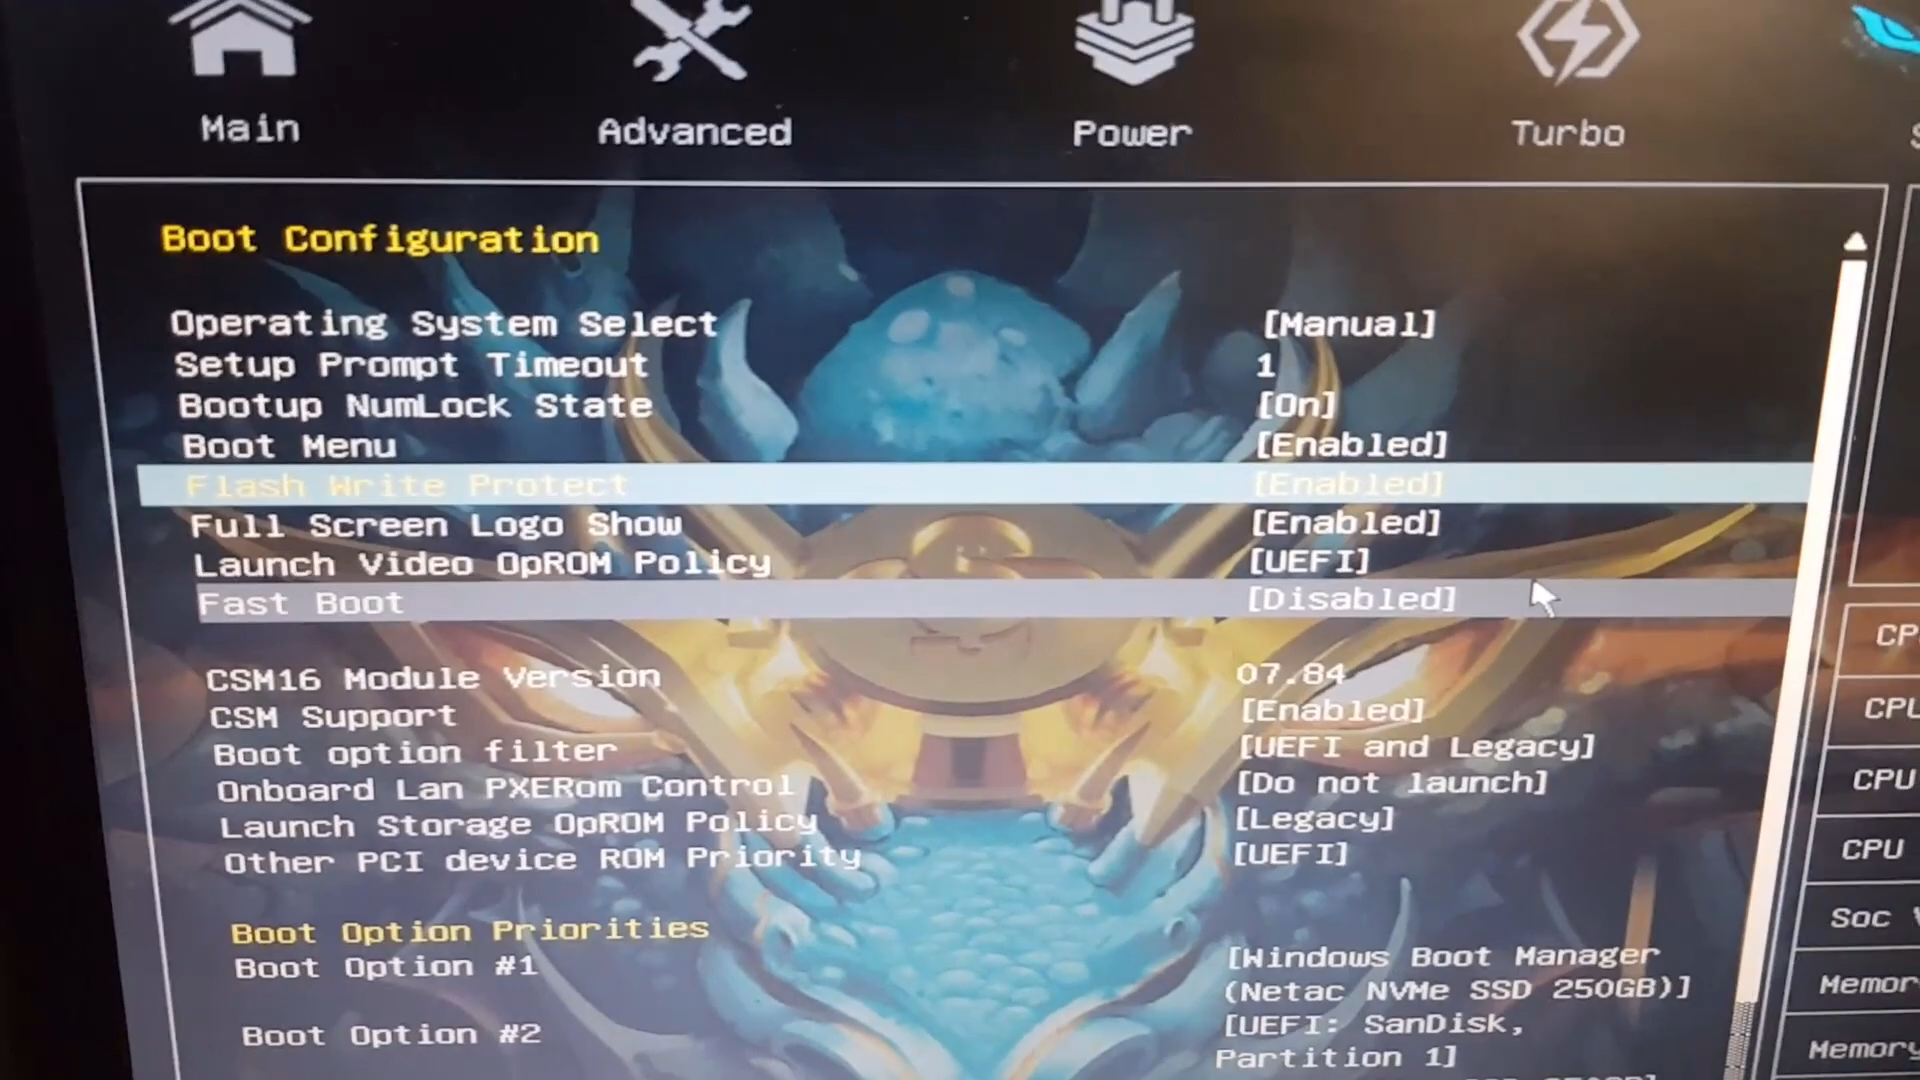 Main Advanced Power Turbo
Boot Configuration
Operating System Select [Manual]
Setup Prompt Timeout 1
Bootup NumLock State [On]
Boot Menu [Enabled]
Flash Write Protect [Enabled]
Full Screen Logo Show [Enabled]
Launch Video OpROM Policy [UEFI]
Fast Boot [Disabled]
CSM16 Module Version 07.84
CSM Support [Enabled]
Boot option filter [UEFI and Legacy]
Onboard Lan PXERom Control [Do not launch]
Launch Storage OpROM Policy [Legacy]
Other PCI device ROM Priority [UEFI]
Boot Option Priorities
Boot Option #1 [Windows Boot Manager
(Netac NVMe SSD 250GB)]
Boot Option #2 [UEFI: SanDisk,
Partition 1]
CP
CPU
CPU
CPU
Soc
Memor
Memory